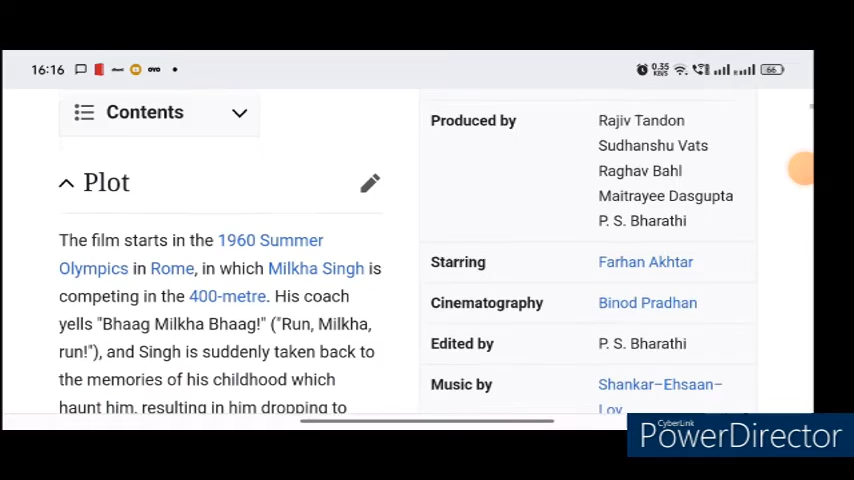 16:16
0.35
KB/S
66
Contents
Plot
The film starts in the 1960 Summer
Olympics in Rome, in which Milkha Singh is
competing in the 400-metre. His coach
yells "Bhaag Milkha Bhaag!" ("Run, Milkha,
run!"), and Singh is suddenly taken back to
the memories of his childhood which
haunt him, resulting in him dropping to
Produced by
Rajiv Tandon
Sudhanshu Vats
Raghav Bahl
Maitrayee Dasgupta
P. S. Bharathi
Starring
Farhan Akhtar
Cinematography
Binod Pradhan
Edited by
P. S. Bharathi
Music by
Shankar–Ehsaan–
Loy
CyberLink
PowerDirector